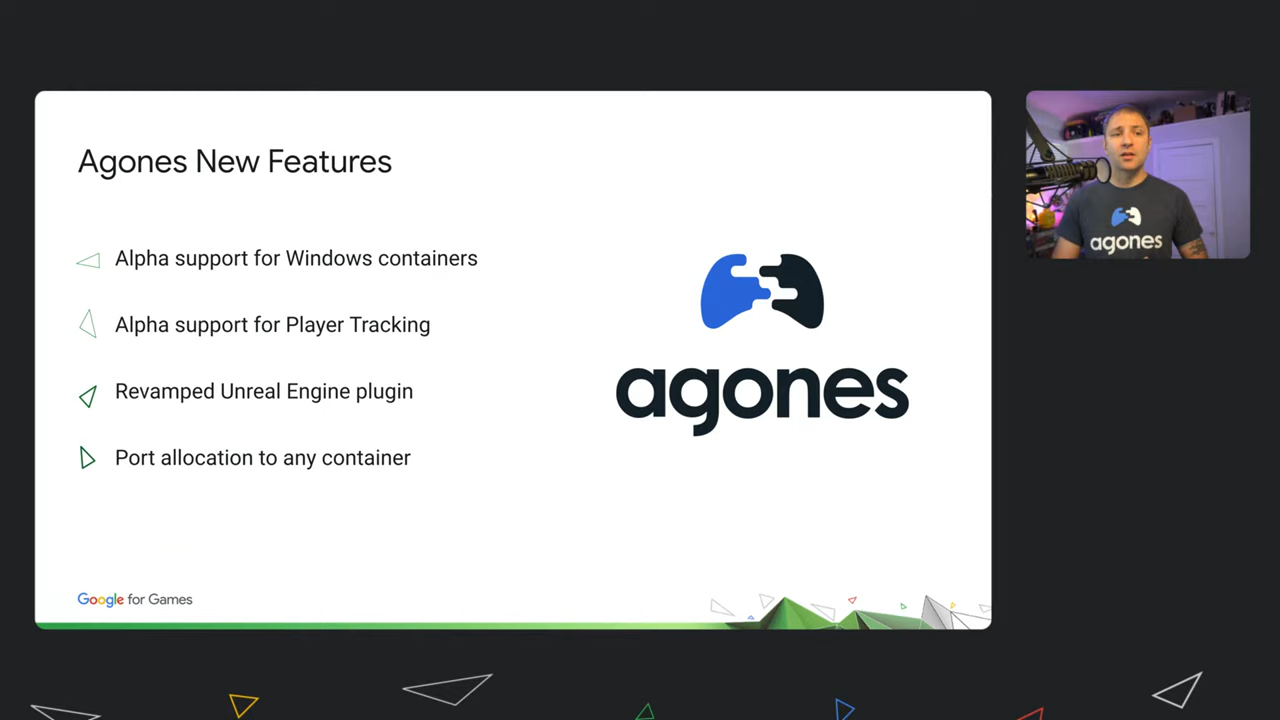 Agones New Features
Alpha support for Windows containers
Alpha support for Player Tracking
Revamped Unreal Engine plugin
Port allocation to any container
agones
Google for Games
agones